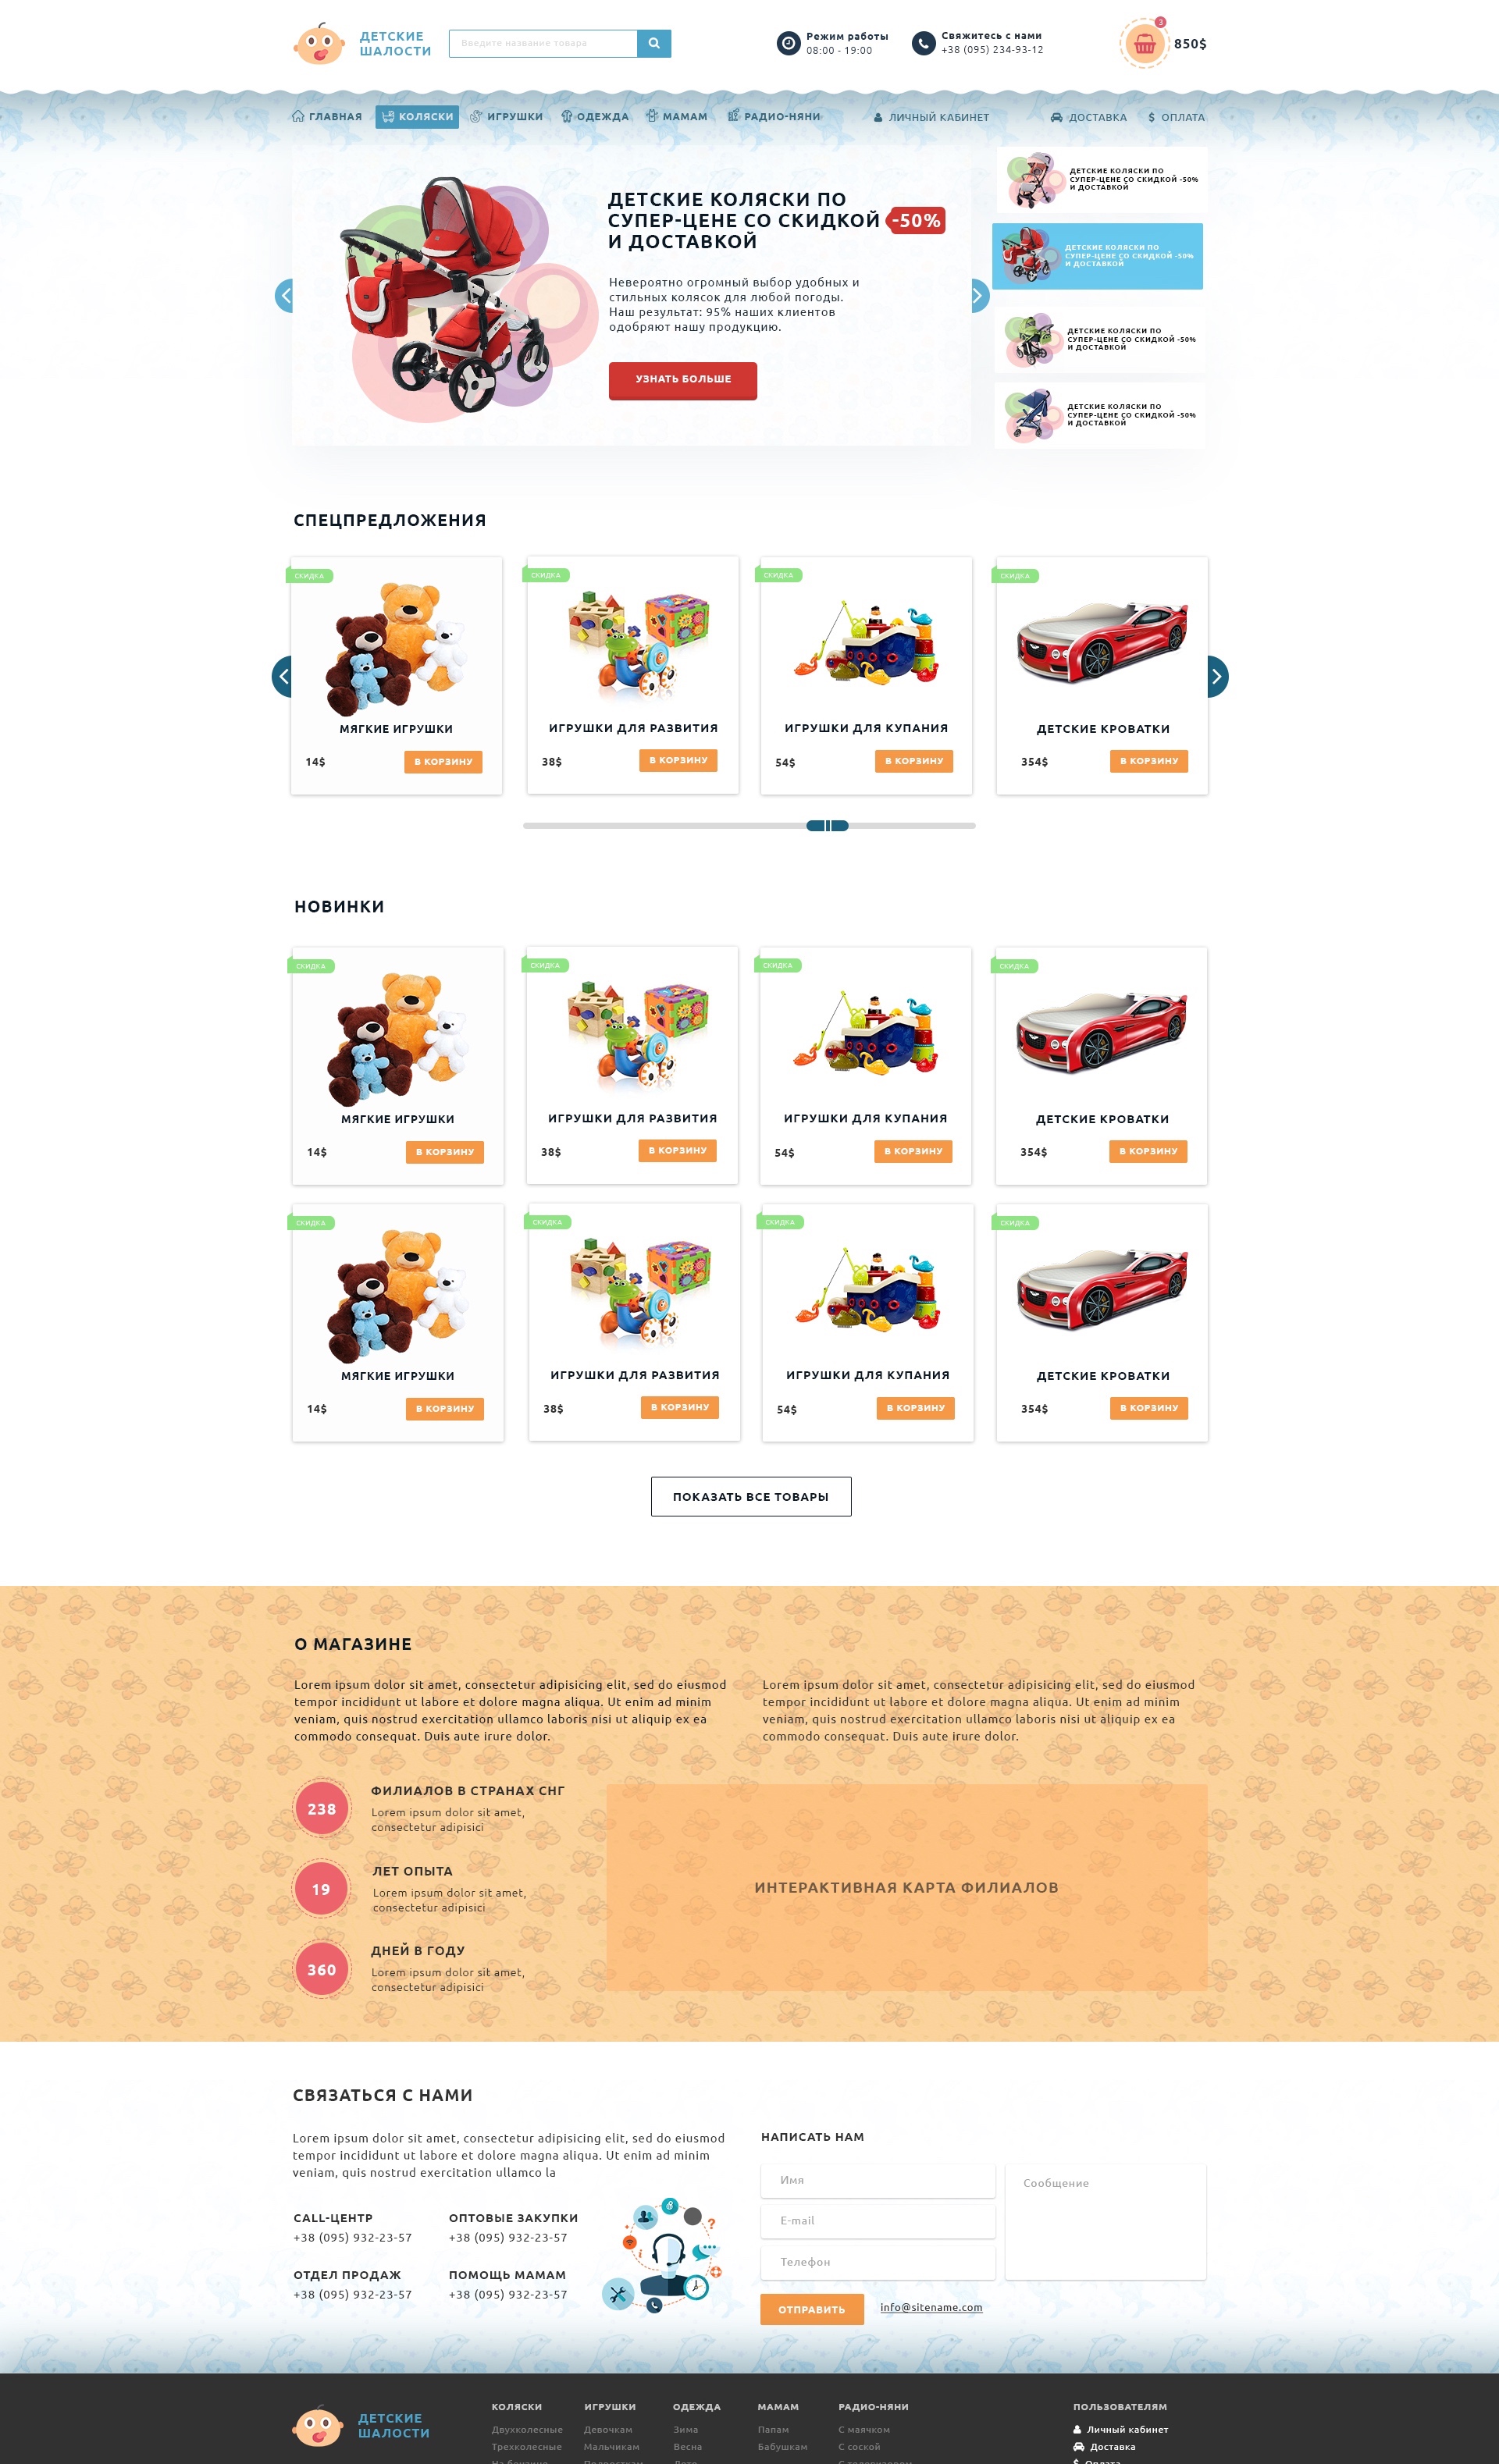 ДЕТСКИЕ
ШАЛОСТИ
Введите название товара
Режим работы
08:00 - 19:00
Свяжитесь с нами
+38 (095) 234-93-12
3
850$
ГЛАВНАЯ
КОЛЯСКИ
ИГРУШКИ
ОДЕЖДА
МАМАМ
РАДИО-НЯНИ
ЛИЧНЫЙ КАБИНЕТ
ДОСТАВКА
$ ОПЛАТА
ДЕТСКИЕ КОЛЯСКИ ПО
СУПЕР-ЦЕНЕ СО СКИДКОЙ -50%
И ДОСТАВКОЙ
Невероятно огромный выбор удобных и
стильных колясок для любой погоды.
Наш результат: 95% наших клиентов
одобряют нашу продукцию.
УЗНАТЬ БОЛЬШЕ
ДЕТСКИЕ КОЛЯСКИ ПО
СУПЕР-ЦЕНЕ СО СКИДКОЙ -50%
И ДОСТАВКОЙ
ДЕТСКИЕ КОЛЯСКИ ПО
СУПЕР-ЦЕНЕ СО СКИДКОЙ -50%
И ДОСТАВКОЙ
ДЕТСКИЕ КОЛЯСКИ ПО
СУПЕР-ЦЕНЕ СО СКИДКОЙ -50%
И ДОСТАВКОЙ
ДЕТСКИЕ КОЛЯСКИ ПО
СУПЕР-ЦЕНЕ СО СКИДКОЙ -50%
И ДОСТАВКОЙ
СПЕЦПРЕДЛОЖЕНИЯ
СКИДКА
МЯГКИЕ ИГРУШКИ
14$
В КОРЗИНУ
СКИДКА
ИГРУШКИ ДЛЯ РАЗВИТИЯ
38$
В КОРЗИНУ
СКИДКА
ИГРУШКИ ДЛЯ КУПАНИЯ
54$
В КОРЗИНУ
СКИДКА
ДЕТСКИЕ КРОВАТКИ
354$
В КОРЗИНУ
НОВИНКИ
СКИДКА
МЯГКИЕ ИГРУШКИ
14$
В КОРЗИНУ
СКИДКА
ИГРУШКИ ДЛЯ РАЗВИТИЯ
38$
В КОРЗИНУ
СКИДКА
ИГРУШКИ ДЛЯ КУПАНИЯ
54$
В КОРЗИНУ
СКИДКА
ДЕТСКИЕ КРОВАТКИ
354$
В КОРЗИНУ
СКИДКА
МЯГКИЕ ИГРУШКИ
14$
В КОРЗИНУ
СКИДКА
ИГРУШКИ ДЛЯ РАЗВИТИЯ
38$
В КОРЗИНУ
СКИДКА
ИГРУШКИ ДЛЯ КУПАНИЯ
54$
В КОРЗИНУ
СКИДКА
ДЕТСКИЕ КРОВАТКИ
354$
В КОРЗИНУ
ПОКАЗАТЬ ВСЕ ТОВАРЫ
О МАГАЗИНЕ
Lorem ipsum dolor sit amet, consectetur adipisicing elit, sed do eiusmod
tempor incididunt ut labore et dolore magna aliqua. Ut enim ad minim
veniam, quis nostrud exercitation ullamco laboris nisi ut aliquip ex ea
commodo consequat. Duis aute irure dolor.
Lorem ipsum dolor sit amet, consectetur adipisicing elit, sed do eiusmod
tempor incididunt ut labore et dolore magna aliqua. Ut enim ad minim
veniam, quis nostrud exercitation ullamco laboris nisi ut aliquip ex ea
commodo consequat. Duis aute irure dolor.
238
ФИЛИАЛОВ В СТРАНАХ СНГ
Lorem ipsum dolor sit amet,
consectetur adipisici
19
ЛЕТ ОПЫТА
Lorem ipsum dolor sit amet,
consectetur adipisici
360
ДНЕЙ В ГОДУ
Lorem ipsum dolor sit amet,
consectetur adipisici
ИНТЕРАКТИВНАЯ КАРТА ФИЛИАЛОВ
СВЯЗАТЬСЯ С НАМИ
Lorem ipsum dolor sit amet, consectetur adipisicing elit, sed do eiusmod
tempor incididunt ut labore et dolore magna aliqua. Ut enim ad minim
veniam, quis nostrud exercitation ullamco la
CALL-ЦЕНТР
+38 (095) 932-23-57
ОПТОВЫЕ ЗАКУПКИ
+38 (095) 932-23-57
ОТДЕЛ ПРОДАЖ
+38 (095) 932-23-57
ПОМОЩЬ МАМАМ
+38 (095) 932-23-57
НАПИСАТЬ НАМ
Имя
E-mail
Телефон
Сообщение
ОТПРАВИТЬ
info@sitename.com
ДЕТСКИЕ
ШАЛОСТИ
КОЛЯСКИ
Двухколесные
Трехколесные
ИГРУШКИ
Девочкам
Мальчикам
ОДЕЖДА
Зима
Весна
МАМАМ
Папам
Бабушкам
РАДИО-НЯНИ
С маячком
С соской
ПОЛЬЗОВАТЕЛЯМ
Личный кабинет
Доставка